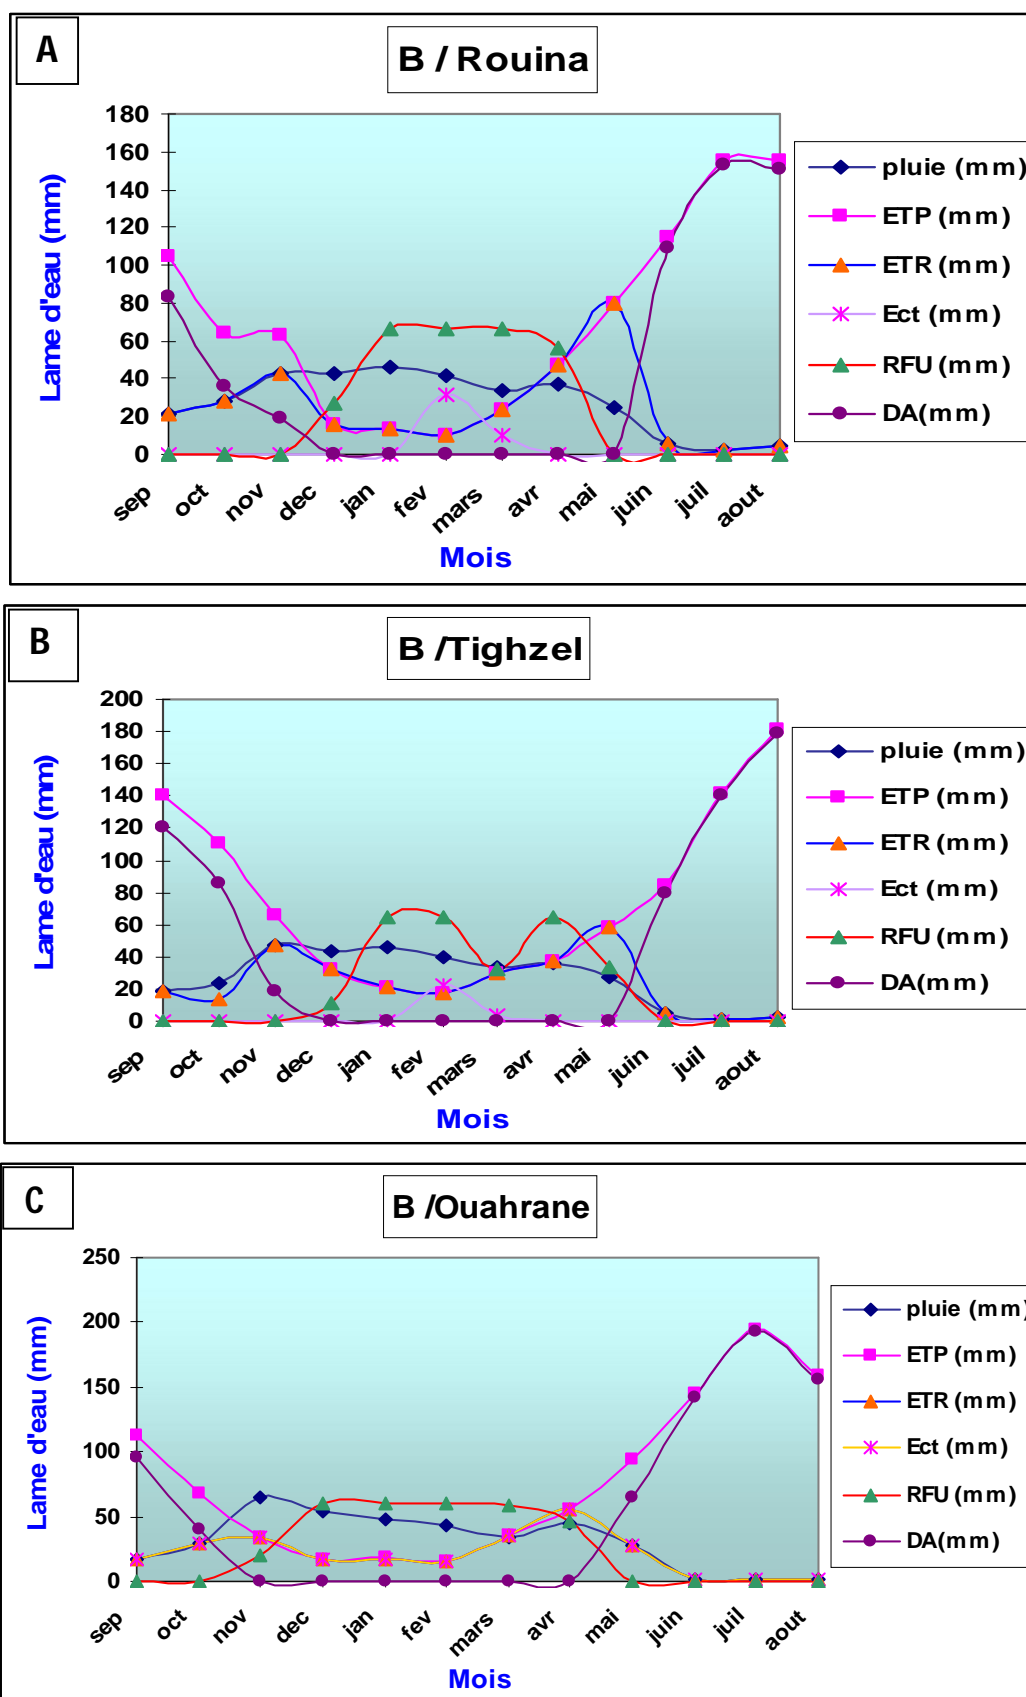 A
B / Rouina
Lame d'eau (mm)
180
160
140
120
100
80
60
40
20
0
sep oct nov dec jan fev mars avr mai juin juil aout
Mois
pluie (mm)
ETP (mm)
ETR (mm)
Ect (mm)
RFU (mm)
DA(mm)
B
B /Tighzel
Lame d'eau (mm)
200
180
160
140
120
100
80
60
40
20
0
sep oct nov dec jan fev mars avr mai juin juil aout
Mois
pluie (mm)
ETP (mm)
ETR (mm)
Ect (mm)
RFU (mm)
DA(mm)
C
B /Ouahrane
Lame d'eau (mm)
250
200
150
100
50
0
sep oct nov dec jan fev mars avr mai juin juil aout
Mois
pluie (mm)
ETP (mm)
ETR (mm)
Ect (mm)
RFU (mm)
DA(mm)